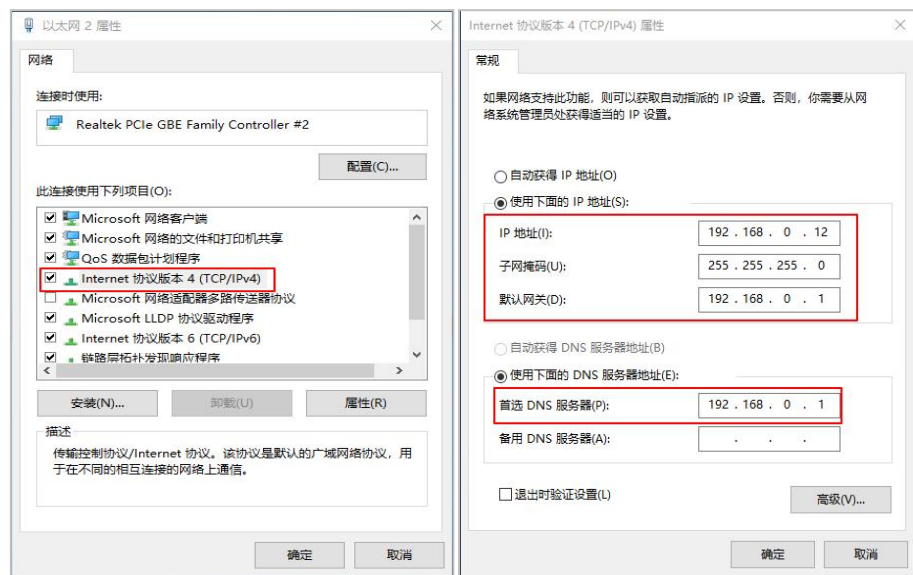 以太网 2 属性
网络
连接时使用:
Realtek PCIe GBE Family Controller #2
配置(C)...
此连接使用下列项目(O):
Microsoft 网络客户端
Microsoft 网络的文件和打印机共享
QoS 数据包计划程序
Internet 协议版本 4 (TCP/IPv4)
Microsoft 网络适配器多路传送器协议
Microsoft LLDP 协议驱动程序
Internet 协议版本 6 (TCP/IPv6)
链路层拓扑发现响应程序
安装(N)...
卸载(U)
属性(R)
描述
传输控制协议/Internet 协议。该协议是默认的广域网络协议，用
于在不同的相互连接的网络上通信。
确定
取消
Internet 协议版本 4 (TCP/IPv4) 属性
常规
如果网络支持此功能，则可以获取自动指派的 IP 设置。否则，你需要从网
络系统管理员处获得适当的 IP 设置。
自动获得 IP 地址(O)
使用下面的 IP 地址(S):
IP 地址(I):
192 . 168 . 0 . 12
子网掩码(U):
255 . 255 . 255 . 0
默认网关(D):
192 . 168 . 0 . 1
自动获得 DNS 服务器地址(B)
使用下面的 DNS 服务器地址(E):
首选 DNS 服务器(P):
192 . 168 . 0 . 1
备用 DNS 服务器(A):
. . .
退出时验证设置(L)
高级(V)...
确定
取消